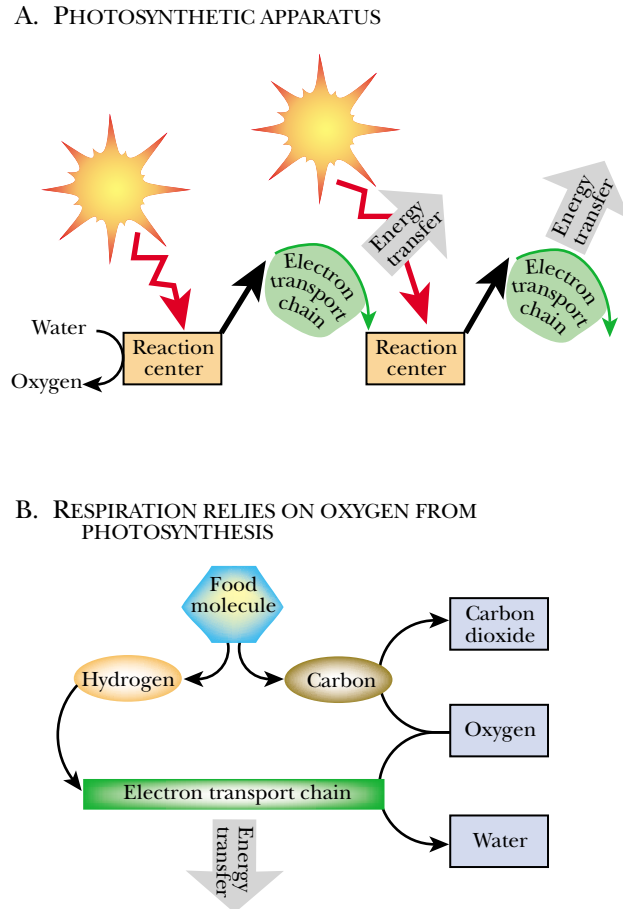 A. PHOTOSYNTHETIC APPARATUS
Energy
transfer
Energy
transfer
Electron
transport
chain
Electron
transport
chain
Water
Oxygen
Reaction
center
Reaction
center
B. RESPIRATION RELIES ON OXYGEN FROM
PHOTOSYNTHESIS
Food
molecule
Carbon
dioxide
Hydrogen
Carbon
Oxygen
Electron transport chain
Water
Energy
transfer